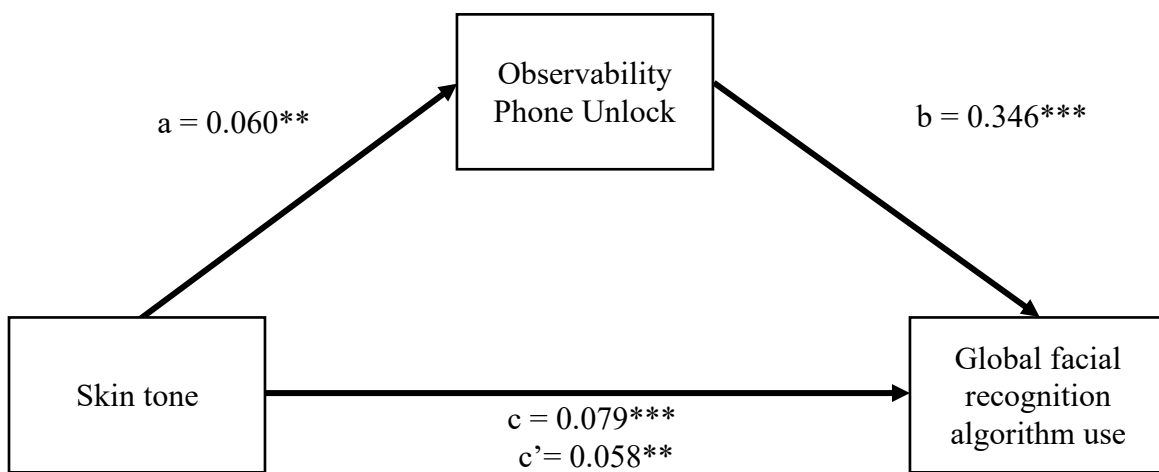 Observability
Phone Unlock
a = 0.060**
b = 0.346***
Skin tone
c = 0.079***
c’= 0.058**
Global facial
recognition
algorithm use